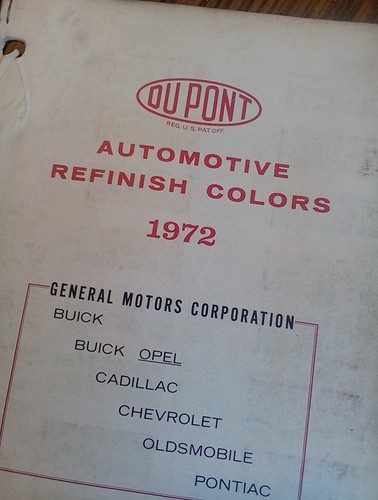 DU PONT
REG. U.S. PAT. OFF.
AUTOMOTIVE
REFINISH COLORS
1972
GENERAL MOTORS CORPORATION
BUICK
BUICK OPEL
CADILLAC
CHEVROLET
OLDSMOBILE
PONTIAC